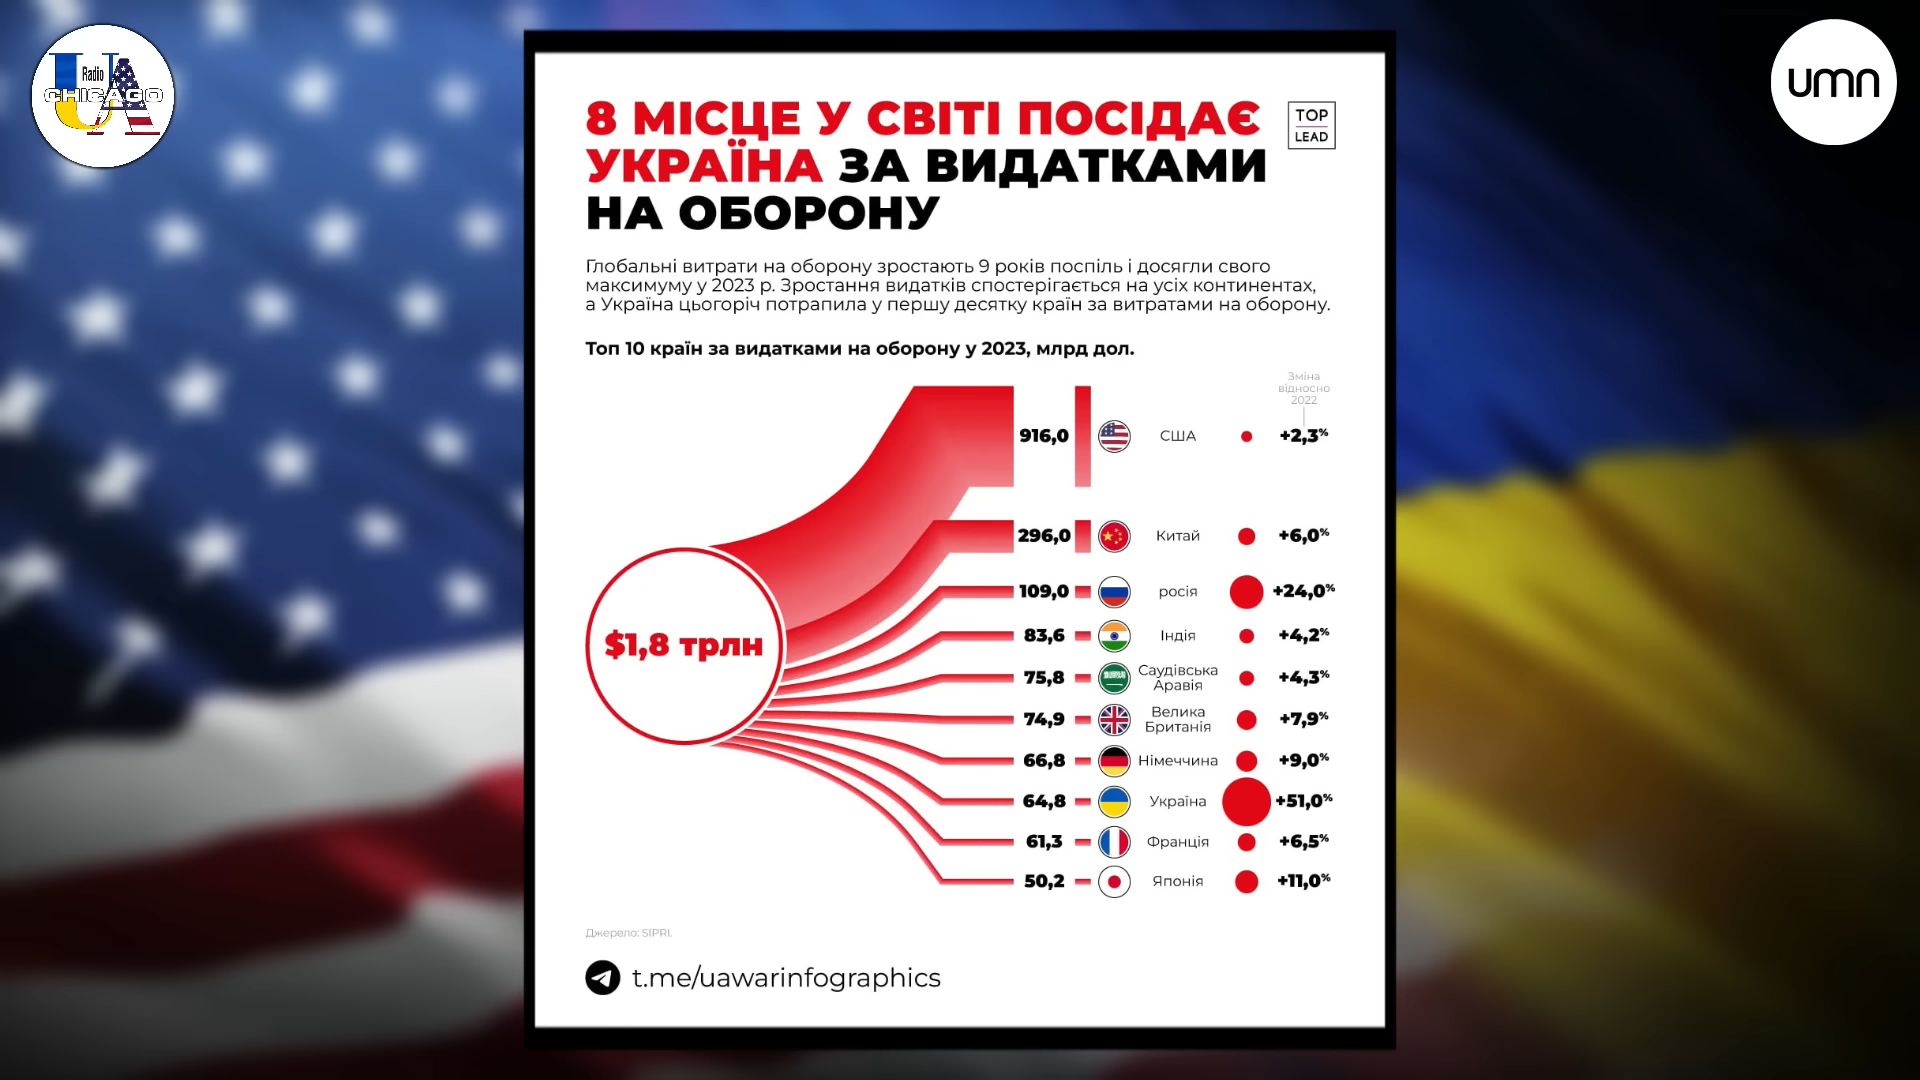 Radio
UA
CHICAGO
umn
8 МІСЦЕ У СВІТІ ПОСІДАЄ
УКРАЇНА ЗА ВИДАТКАМИ
НА ОБОРОНУ
TOP
LEAD
Глобальні витрати на оборону зростають 9 років поспіль і досягли свого
максимуму у 2023 р. Зростання видатків спостерігається на усіх континентах,
а Україна цьогоріч потрапила у першу десятку країн за витратами на оборону.
Топ 10 країн за видатками на оборону у 2023, млрд дол.
Зміна
відносно
2022
916,0 США +2,3%
296,0 Китай +6,0%
109,0 росія +24,0%
83,6 Індія +4,2%
75,8 Саудівська
Аравія +4,3%
74,9 Велика
Британія +7,9%
66,8 Німеччина +9,0%
64,8 Україна +51,0%
61,3 Франція +6,5%
50,2 Японія +11,0%
$1,8 трлн
Джерело: SIPRI.
t.me/uawarinfographics